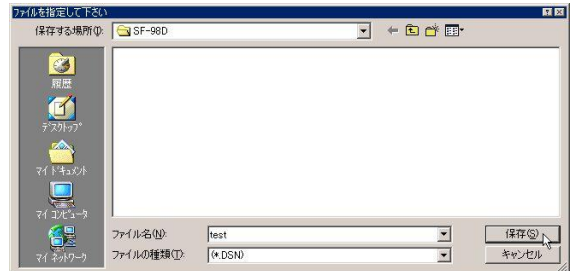 ファイルを指定して下さい
保存する場所(I):
SF-98D
履歴
デスクトップ
マイ ドキュメント
マイ コンピュータ
マイ ネットワーク
ファイル名(N):
test
保存(S)
ファイルの種類(T):
(*.DSN)
キャンセル